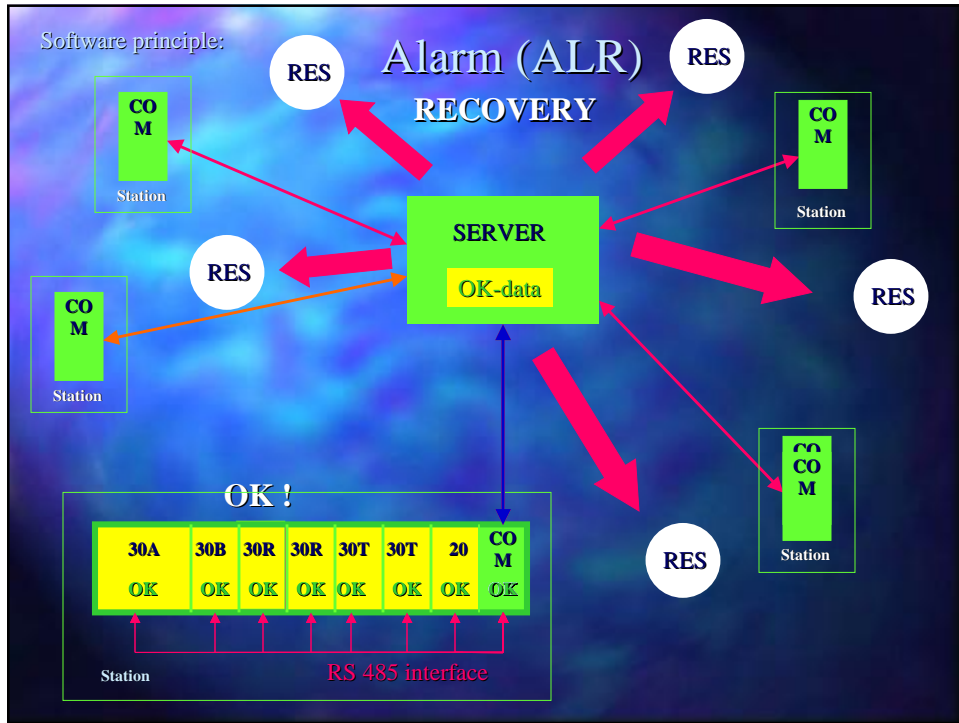 Software principle:
Alarm (ALR)
RECOVERY
RES
RES
CO
M
Station
CO
M
Station
SERVER
OK-data
RES
RES
CO
M
Station
CO
CO
M
Station
RES
OK !
30A 30B 30R 30R 30T 30T 20 CO
M
OK OK OK OK OK OK OK OK
Station
RS 485 interface